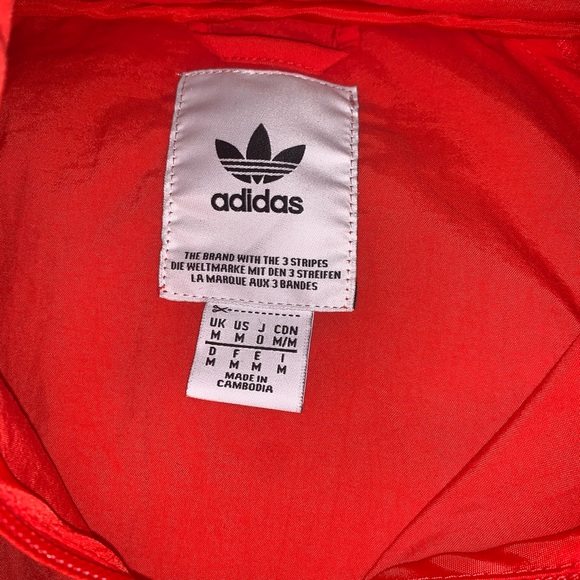 adidas
THE BRAND WITH THE 3 STRIPES
DIE WELTMARKE MIT DEN 3 STREIFEN
LA MARQUE AUX 3 BANDES
UK US J CDN
M M O M/M
D F E I
M M M M
MADE IN
CAMBODIA